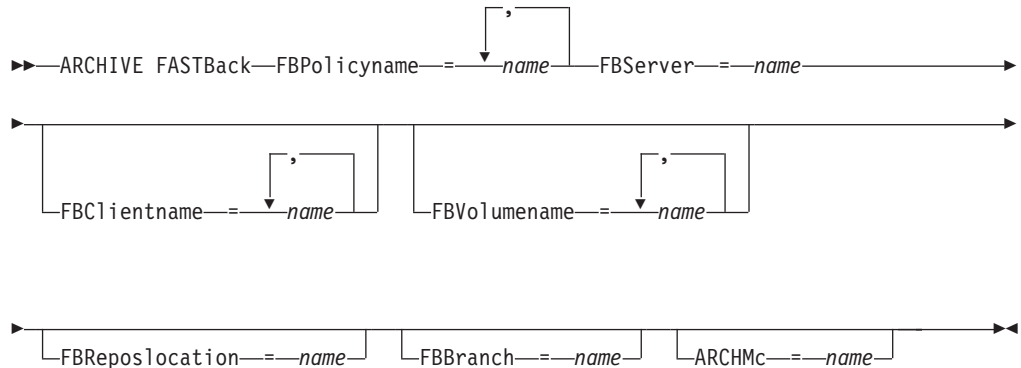 ,
ARCHIVE FASTBack FBPolicyname = name FBServer = name
, ,
FBClientname = name FBVolumename = name
FBReposlocation = name FBBranch = name ARCHMc = name